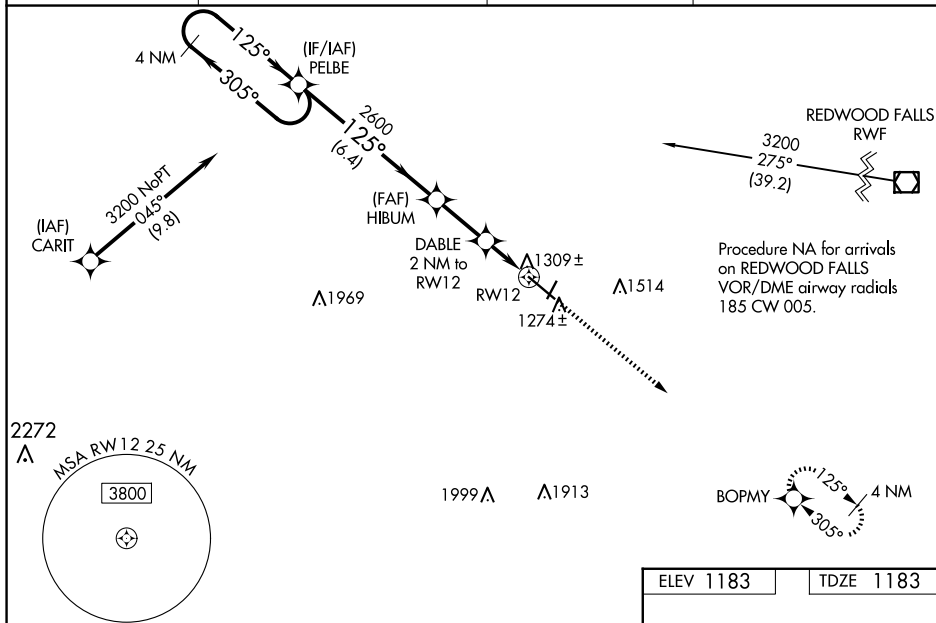 125°
4 NM
305°
(IF/IAF)
PELBE
2600
125°
(6.4)
REDWOOD FALLS
RWF
3200
275°
(39.2)
3200 NoPT
045°
(9.8)
(IAF)
CARIT
(FAF)
HIBUM
DABLE
2 NM to
RW12
1309±
RW12
1274±
1514
1969
Procedure NA for arrivals
on REDWOOD FALLS
VOR/DME airway radials
185 CW 005.
2272
MSA RW12 25 NM
3800
1999
1913
BOPMY
125°
4 NM
305°
ELEV 1183
TDZE 1183